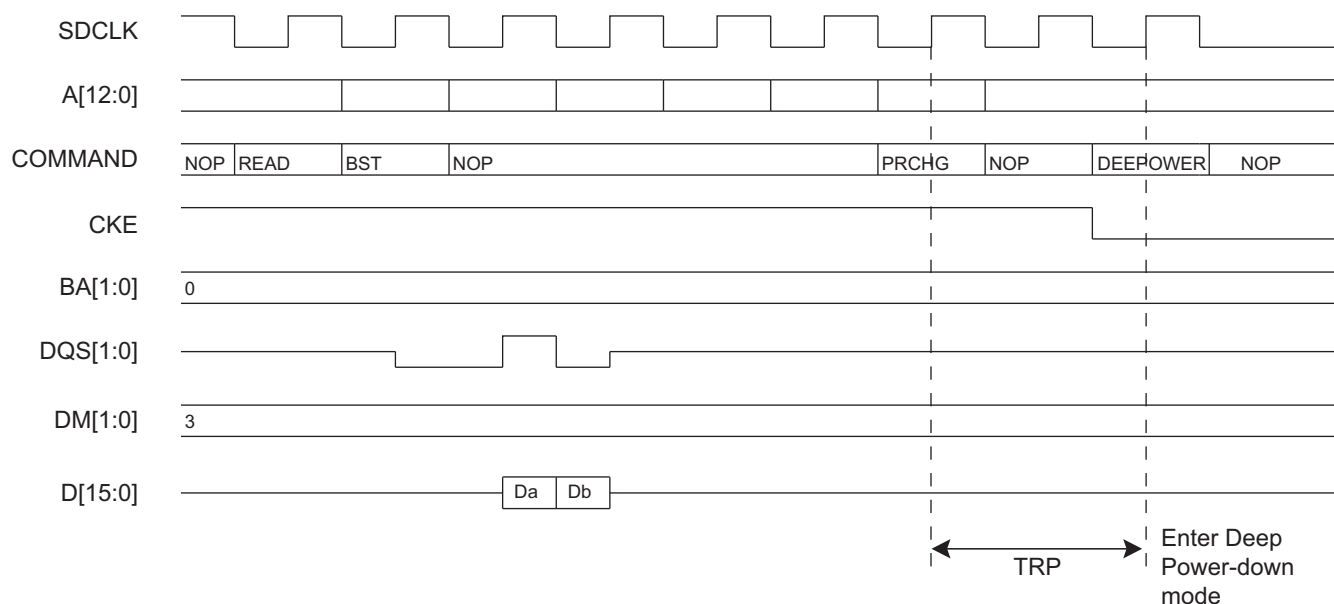 SDCLK
A[12:0]
COMMAND NOP READ BST NOP PRCHG NOP DEEPOWER NOP
CKE
BA[1:0] 0
DQS[1:0]
DM[1:0] 3
D[15:0] Da Db
TRP
Enter Deep
Power-down
mode